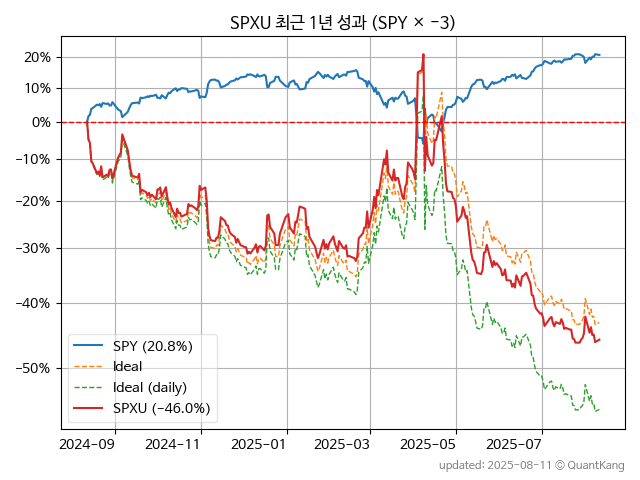 SPXU 최근 1년 성과 (SPY × −3)
20%
10%
0%
−10%
−20%
−30%
−40%
−50%
SPY (20.8%)
Ideal
Ideal (daily)
SPXU (−46.0%)
2024-09
2024-11
2025-01
2025-03
2025-05
2025-07
updated: 2025-08-11 © QuantKang